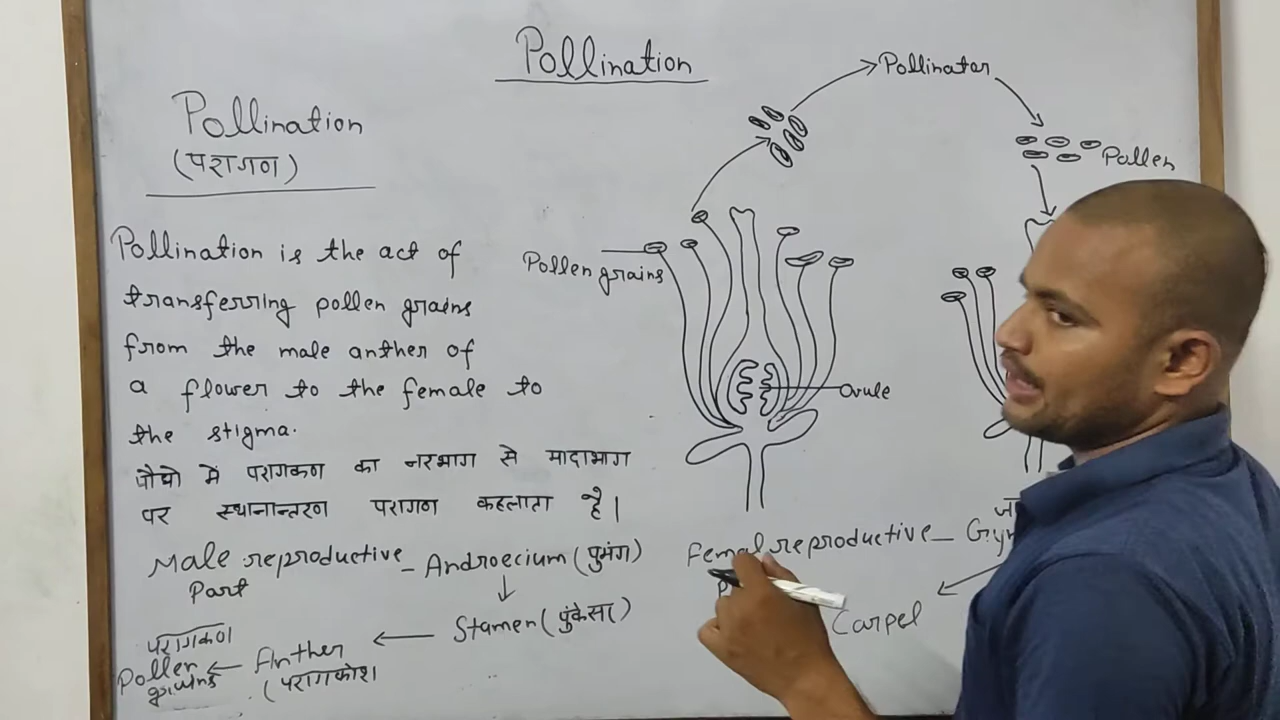 Pollination
Pollination
(परागण)
Pollination is the act of
transferring pollen grains
from the male anther of
a flower to the female to
the stigma.
पौधो में परागकण का नरभाग से मादाभाग
पर स्थानान्तरण परागण कहलाता है।
Male reproductive - Androecium (पुमंग)
Part
Stamen (पुंकेसर)
Anther
(परागकोश)
परागकण
Pollen
grains
Pollinator
Pollen
Pollen grains
Ovule
Female reproductive -
Carpel